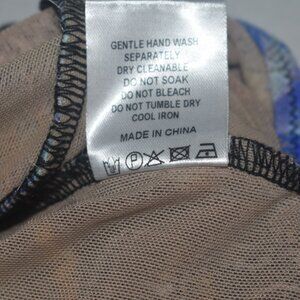 GENTLE HAND WASH
SEPARATELY
DRY CLEANABLE
DO NOT SOAK
DO NOT BLEACH
DO NOT TUMBLE DRY
COOL IRON
MADE IN CHINA
P